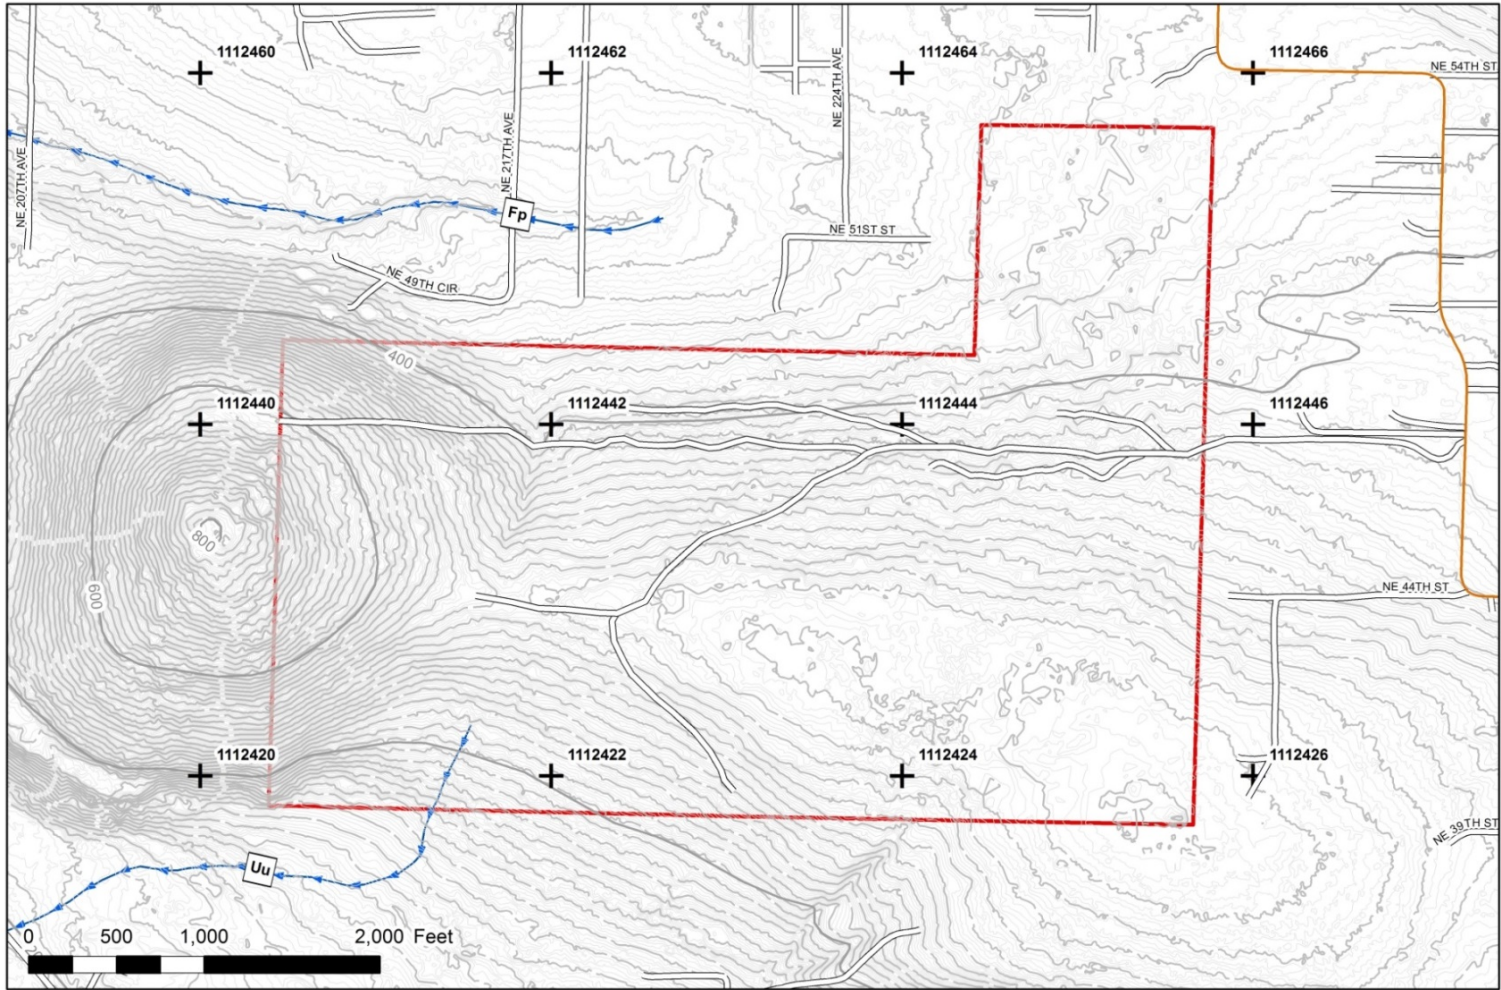 1112460
1112462
1112464
1112466
NE 54TH ST
NE 207TH AVE
NE 217TH AVE
NE 224TH AVE
Fp
NE 51ST ST
NE 49TH CIR
400
1112440
1112442
1112444
1112446
800
600
NE 44TH ST
1112420
1112422
1112424
1112426
NE 39TH ST
Uu
0 500 1,000 2,000 Feet